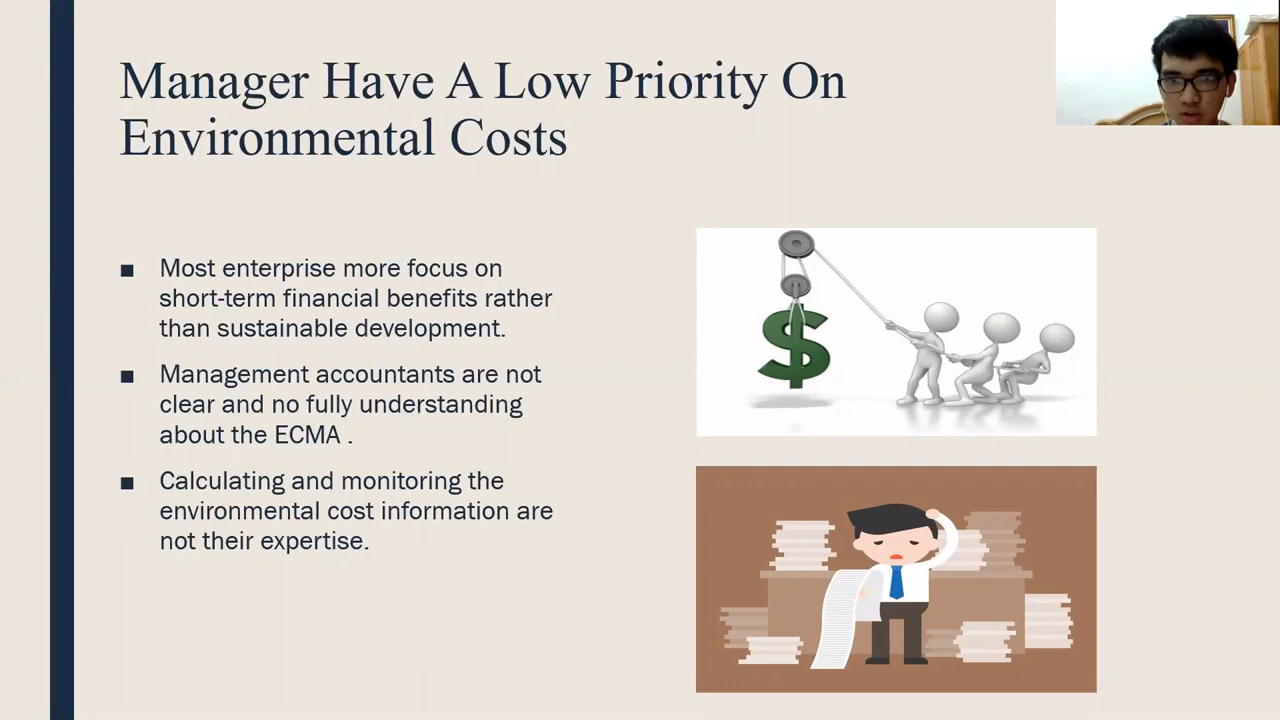 Manager Have A Low Priority On
Environmental Costs
■ Most enterprise more focus on
short-term financial benefits rather
than sustainable development.
■ Management accountants are not
clear and no fully understanding
about the ECMA .
■ Calculating and monitoring the
environmental cost information are
not their expertise.
$